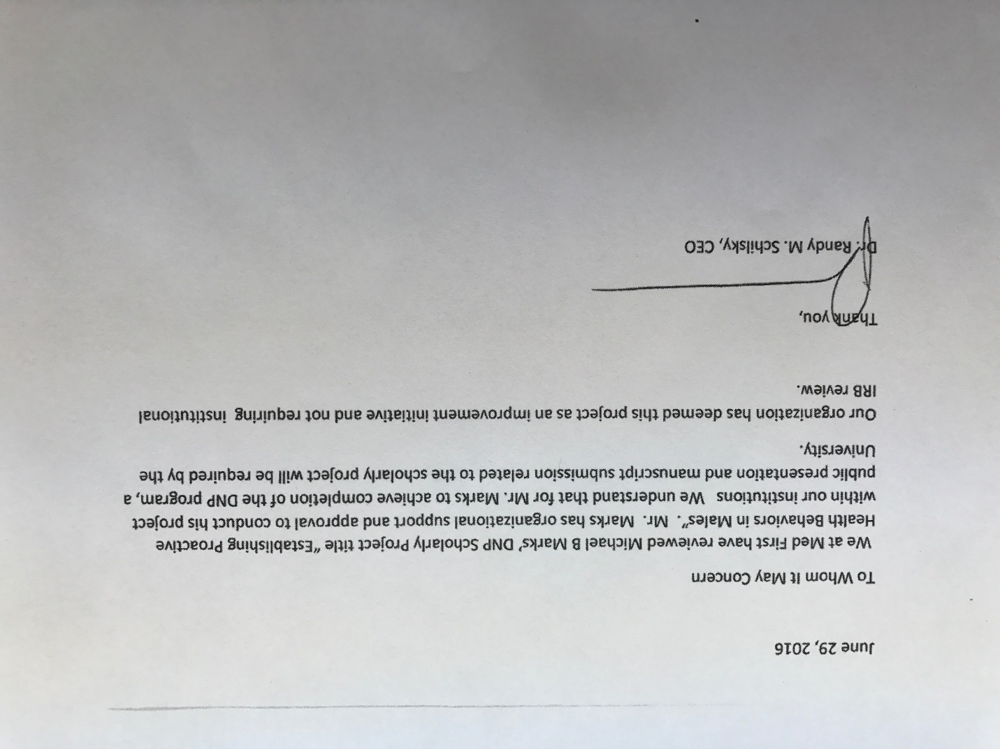 June 29, 2016
To Whom It May Concern
We at Med First have reviewed Michael B Marks' DNP Scholarly Project title "Establishing Proactive
Health Behaviors in Males". Mr. Marks has organizational support and approval to conduct his project
within our institutions We understand that for Mr. Marks to achieve completion of the DNP program, a
public presentation and manuscript submission related to the scholarly project will be required by the
University.
Our organization has deemed this project as an improvement initiative and not requiring institutional
IRB review.
Thank you,
Dr. Randy M. Schilsky, CEO